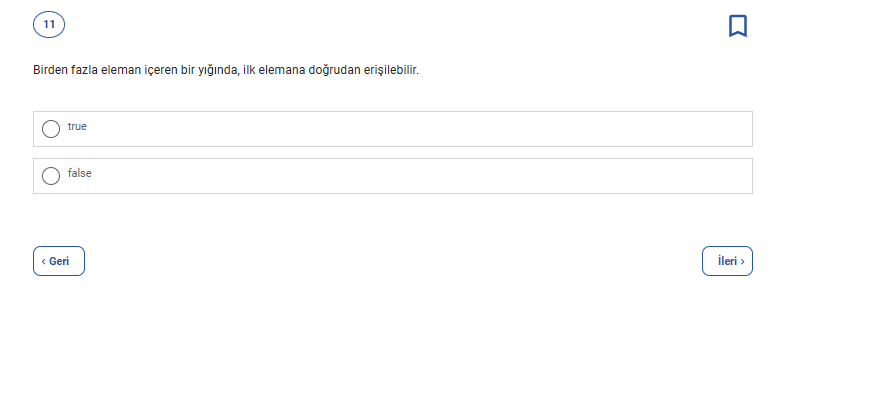 11
Birden fazla eleman içeren bir yığında, ilk elemana doğrudan erişilebilir.
true
false
‹ Geri
İleri ›